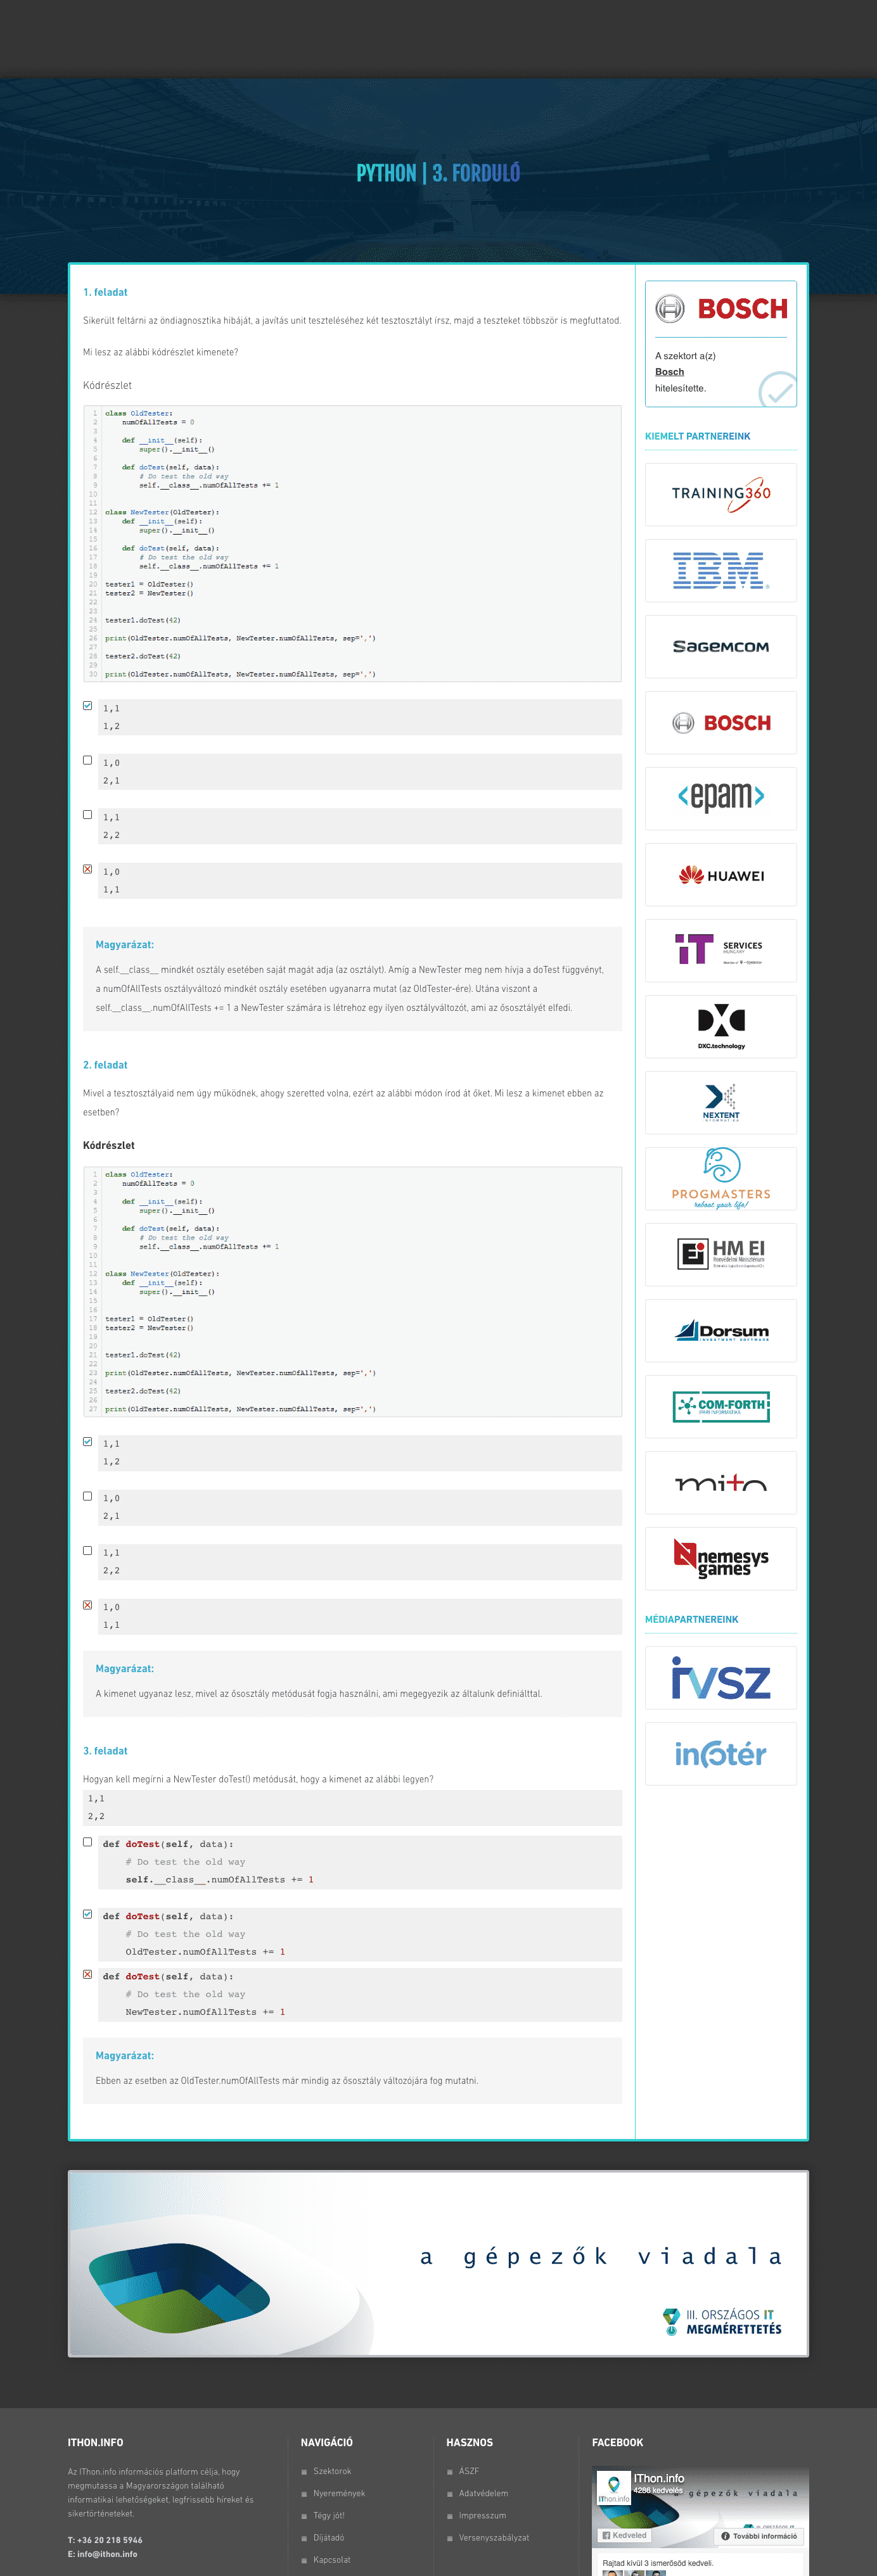 PYTHON | 3. FORDULÓ
1. feladat
Sikerült feltárni az öndiagnosztika hibáját, a javítás unit teszteléséhez két tesztosztályt írsz, majd a teszteket többször is megfuttatod.
Mi lesz az alábbi kódrészlet kimenete?
Kódrészlet
1 class OldTester:
2     numOfAllTests = 0
3
4     def __init__(self):
5         super().__init__()
6
7     def doTest(self, data):
8         # Do test the old way
9         self.__class__.numOfAllTests += 1
10
11
12 class NewTester(OldTester):
13     def __init__(self):
14         super().__init__()
15
16     def doTest(self, data):
17         # Do test the old way
18         self.__class__.numOfAllTests += 1
19
20 tester1 = OldTester()
21 tester2 = NewTester()
22
23
24 tester1.doTest(42)
25
26 print(OldTester.numOfAllTests, NewTester.numOfAllTests, sep=',')
27
28 tester2.doTest(42)
29
30 print(OldTester.numOfAllTests, NewTester.numOfAllTests, sep=',')
1,1
1,2
1,0
2,1
1,1
2,2
1,0
1,1
Magyarázat:
A self.__class__ mindkét osztály esetében saját magát adja (az osztályt). Amíg a NewTester meg nem hívja a doTest függvényt,
a numOfAllTests osztályváltozó mindkét osztály esetében ugyanarra mutat (az OldTester-ére). Utána viszont a
self.__class__.numOfAllTests += 1 a NewTester számára is létrehoz egy ilyen osztályváltozót, ami az ősosztályét elfedi.
2. feladat
Mivel a tesztosztályaid nem úgy működnek, ahogy szeretted volna, ezért az alábbi módon írod át őket. Mi lesz a kimenet ebben az
esetben?
Kódrészlet
1 class OldTester:
2     numOfAllTests = 0
3
4     def __init__(self):
5         super().__init__()
6
7     def doTest(self, data):
8         # Do test the old way
9         self.__class__.numOfAllTests += 1
10
11
12 class NewTester(OldTester):
13     def __init__(self):
14         super().__init__()
15
16
17 tester1 = OldTester()
18 tester2 = NewTester()
19
20
21 tester1.doTest(42)
22
23 print(OldTester.numOfAllTests, NewTester.numOfAllTests, sep=',')
24
25 tester2.doTest(42)
26
27 print(OldTester.numOfAllTests, NewTester.numOfAllTests, sep=',')
1,1
1,2
1,0
2,1
1,1
2,2
1,0
1,1
Magyarázat:
A kimenet ugyanaz lesz, mivel az ősosztály metódusát fogja használni, ami megegyezik az általunk definiálttal.
3. feladat
Hogyan kell megírni a NewTester doTest() metódusát, hogy a kimenet az alábbi legyen?
1,1
2,2
def doTest(self, data):
# Do test the old way
self.__class__.numOfAllTests += 1
def doTest(self, data):
# Do test the old way
OldTester.numOfAllTests += 1
def doTest(self, data):
# Do test the old way
NewTester.numOfAllTests += 1
Magyarázat:
Ebben az esetben az OldTester.numOfAllTests már mindig az ősosztály változójára fog mutatni.
BOSCH
A szektort a(z)
Bosch
hitelesítette.
KIEMELT PARTNEREINK
TRAINING360
IBM
SAGEMCOM
BOSCH
<epam>
HUAWEI
iT SERVICES
HUNGARY
DXC.technology
NEXTENT
INFORMATICS
PROGMASTERS
reboot your life!
Ei HM EI
Dorsum
INVESTMENT SOFTWARE
COM-FORTH
IPARI INFORMATIKA
mito
nemesys
games
MÉDIAPARTNEREINK
ivsz
infotér
a gépezők viadala
III. ORSZÁGOS IT
MEGMÉRETTETÉS
ITHON.INFO
Az IThon.info információs platform célja, hogy
megmutassa a Magyarországon található
informatikai lehetőségeket, legfrissebb híreket és
sikertörténeteket.
T: +36 20 218 5946
E: info@ithon.info
NAVIGÁCIÓ
Szektorok
Nyeremények
Tégy jót!
Díjátadó
Kapcsolat
HASZNOS
ÁSZF
Adatvédelem
Impresszum
Versenyszabályzat
FACEBOOK
IThon.info
4286 kedvelés
a gépezők viadala
IThon.info
Kedveled
További információ
Rajtad kívül 3 ismerősöd kedveli.